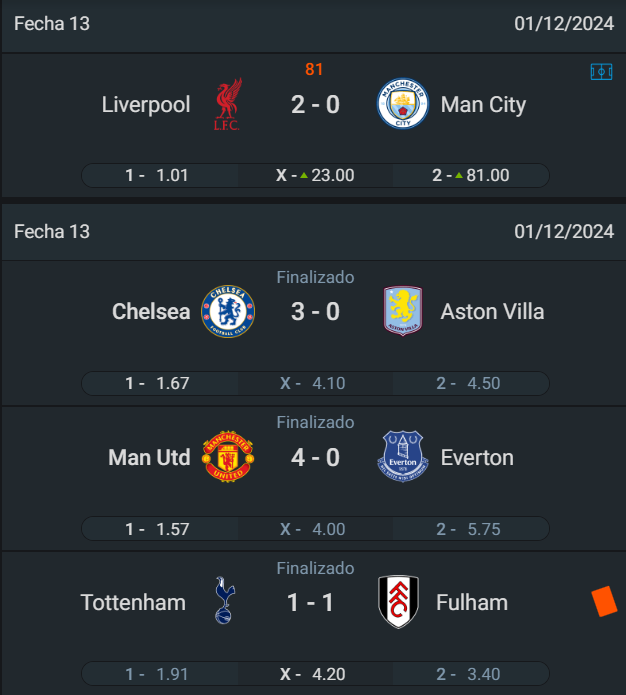 Fecha 13 01/12/2024
81
Liverpool L.F.C. 2 - 0 MANCHESTER CITY Man City
1 - 1.01 X - 23.00 2 - 81.00
Fecha 13 01/12/2024
Finalizado
Chelsea CHELSEA FOOTBALL CLUB 3 - 0 ASTON VILLA Aston Villa
1 - 1.67 X - 4.10 2 - 4.50
Finalizado
Man Utd MANCHESTER UNITED 4 - 0 Everton Everton
1 - 1.57 X - 4.00 2 - 5.75
Finalizado
Tottenham 1 - 1 FFC Fulham
1 - 1.91 X - 4.20 2 - 3.40